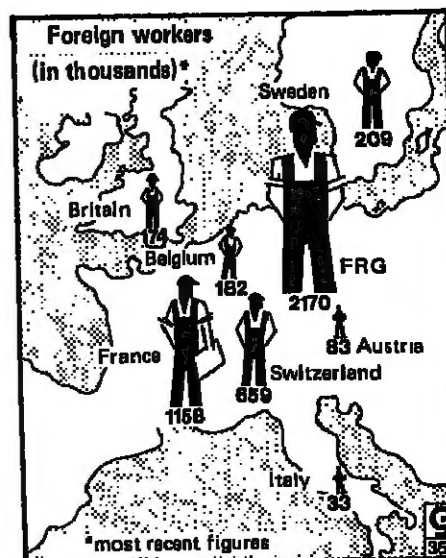 Foreign workers
(in thousands)*
Sweden
209
Britain
174
Belgium
182
FRG
2170
83 Austria
France
1158
Switzerland
659
Italy
33
*most recent figures